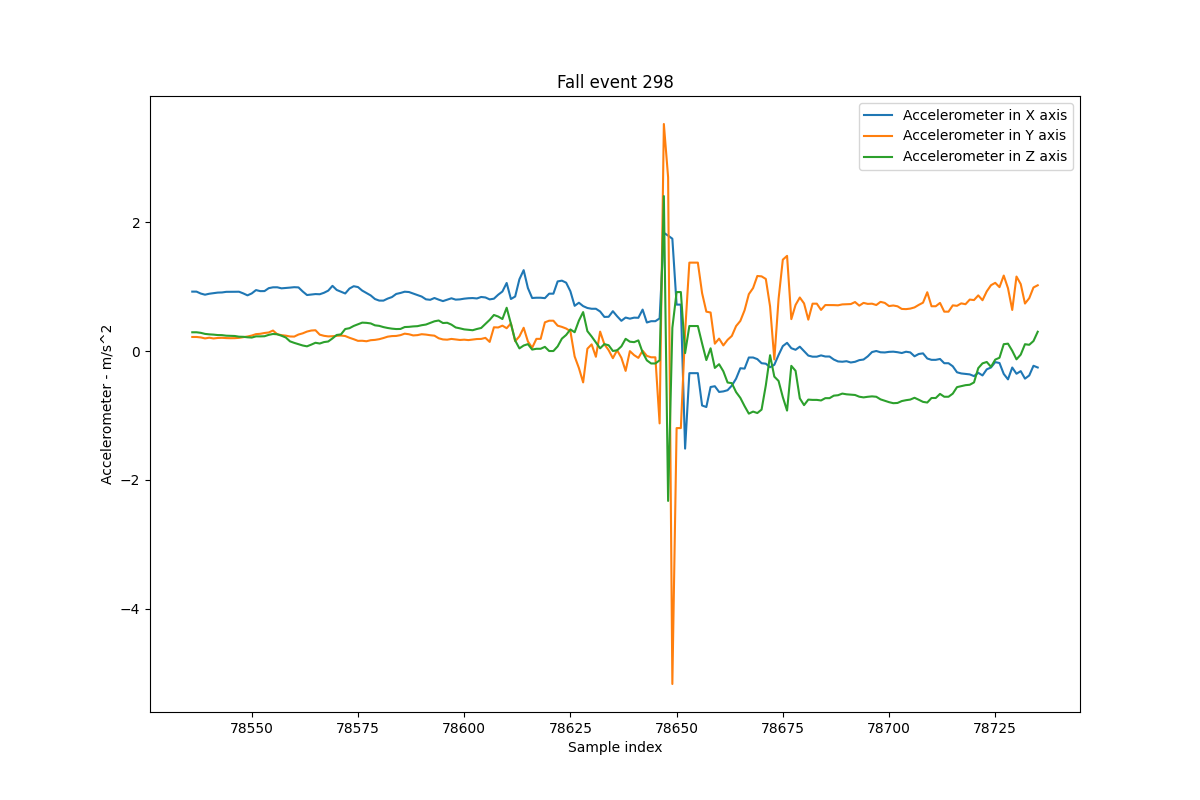 Fall event 298
Accelerometer in X axis
Accelerometer in Y axis
Accelerometer in Z axis
Accelerometer - m/s^2
2
0
−2
−4
78550 78575 78600 78625 78650 78675 78700 78725
Sample index